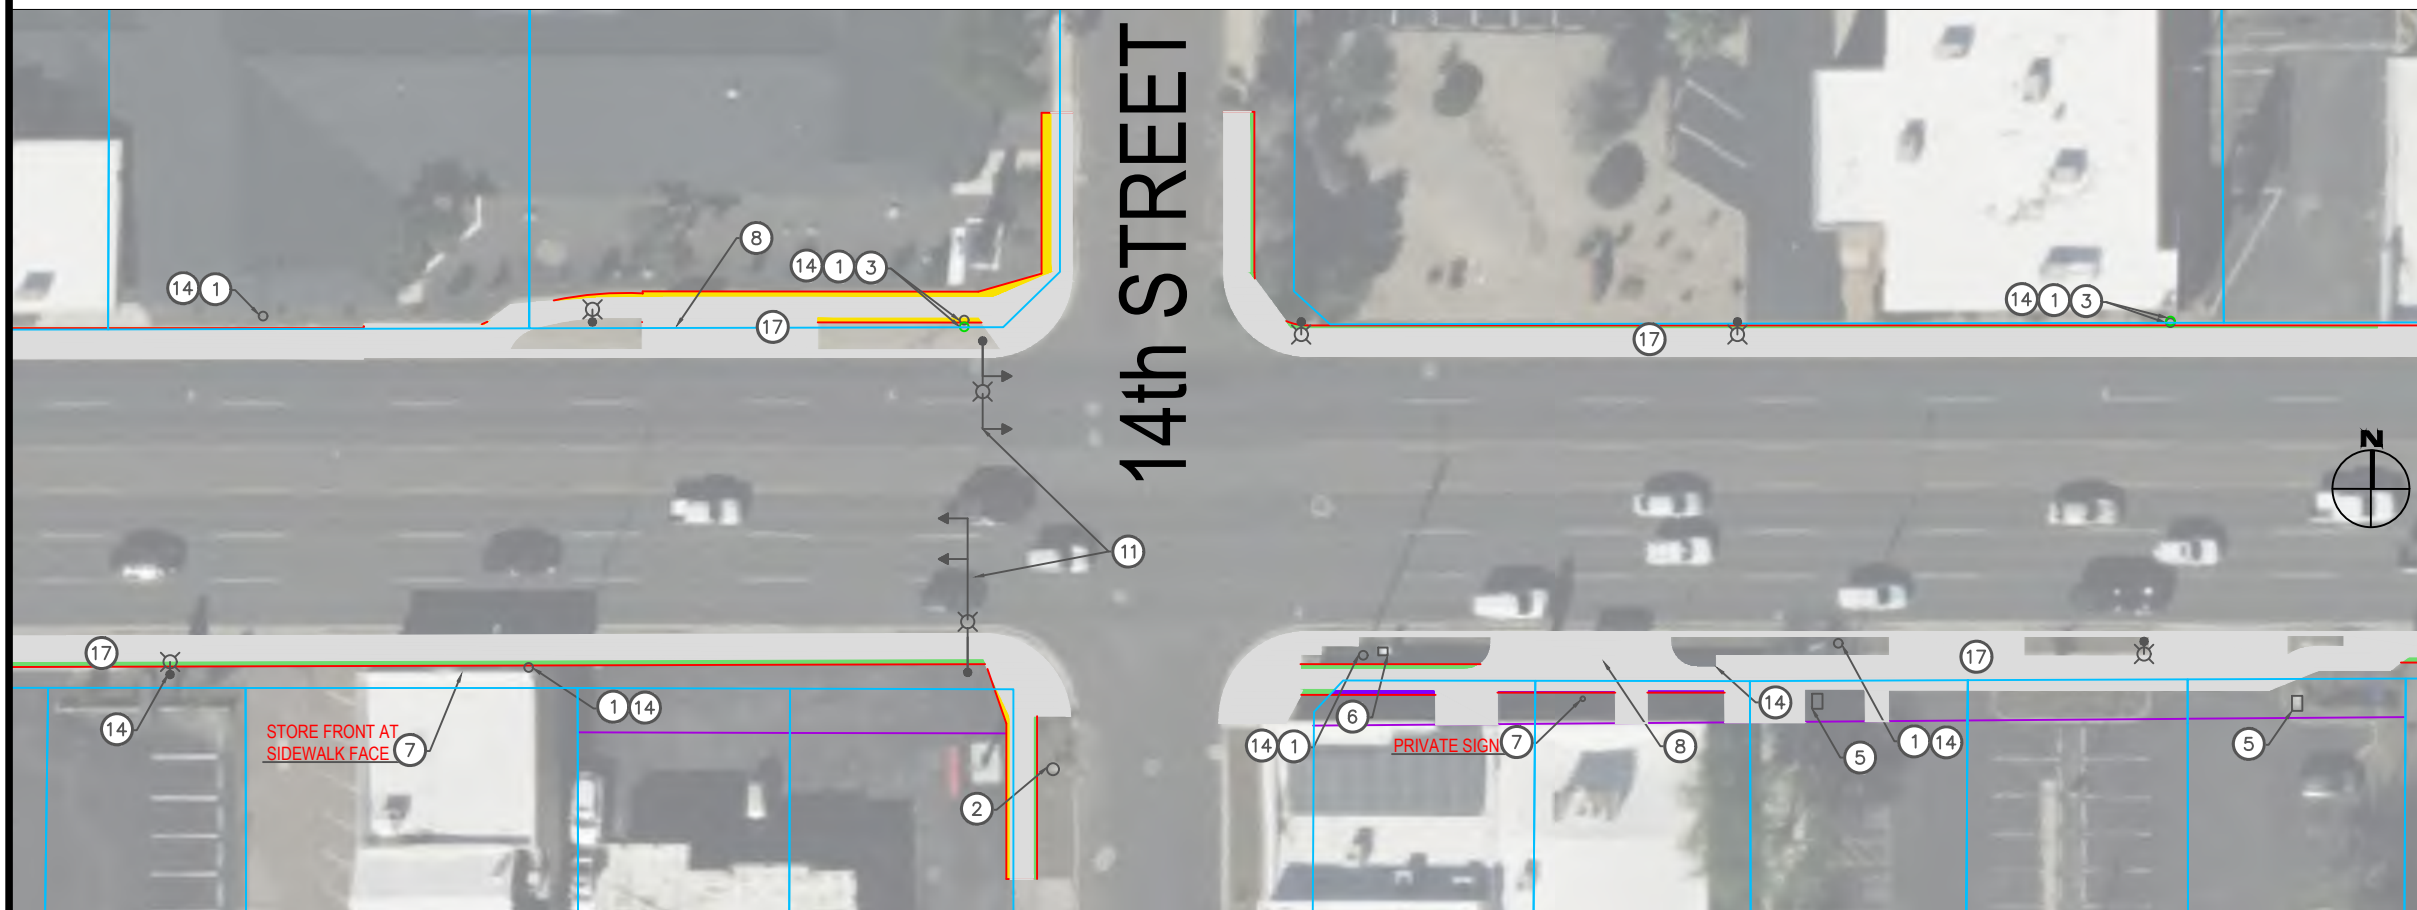 14th STREET
8
14 1 3
14 1
17
14 1 3
17
N
11
17
14
STORE FRONT AT
SIDEWALK FACE 7
1 14
2
14 1
6
PRIVATE SIGN 7
8
14
5
1 14
17
5